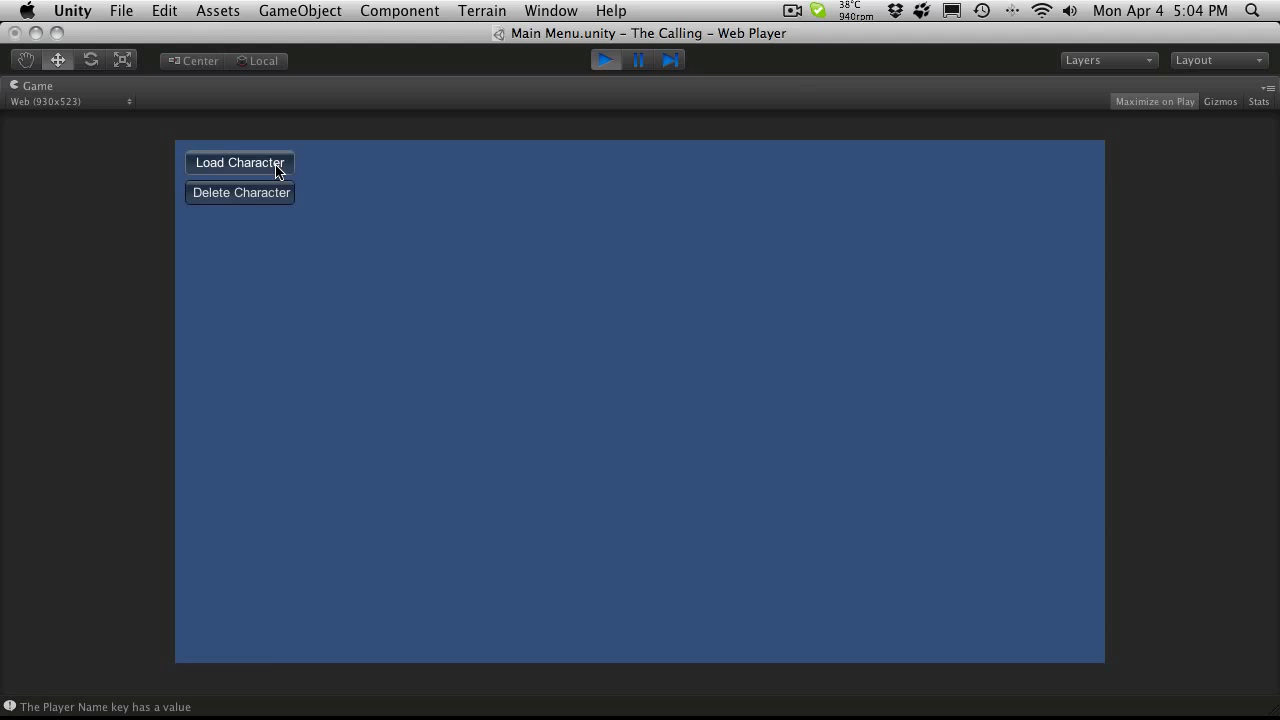 Unity File Edit Assets GameObject Component Terrain Window Help 38°C 940rpm Mon Apr 4 5:04 PM
Main Menu.unity – The Calling – Web Player
Center Local Layers Layout
Game
Web (930x523) Maximize on Play Gizmos Stats
Load Character
Delete Character
The Player Name key has a value